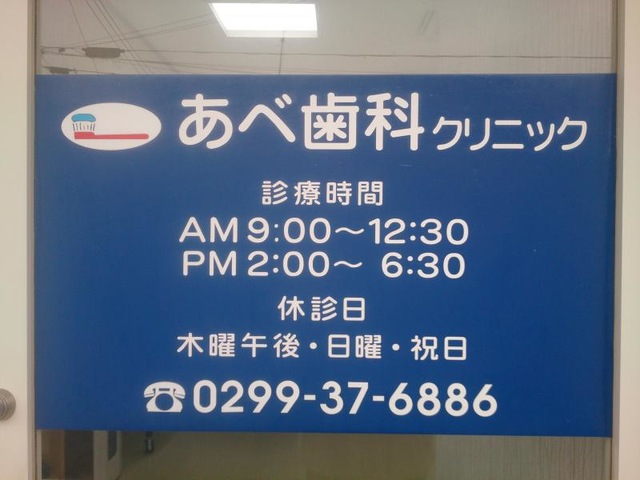 あべ歯科クリニック
診療時間
AM 9:00〜12:30
PM 2:00〜 6:30
休診日
木曜午後・日曜・祝日
☎0299-37-6886